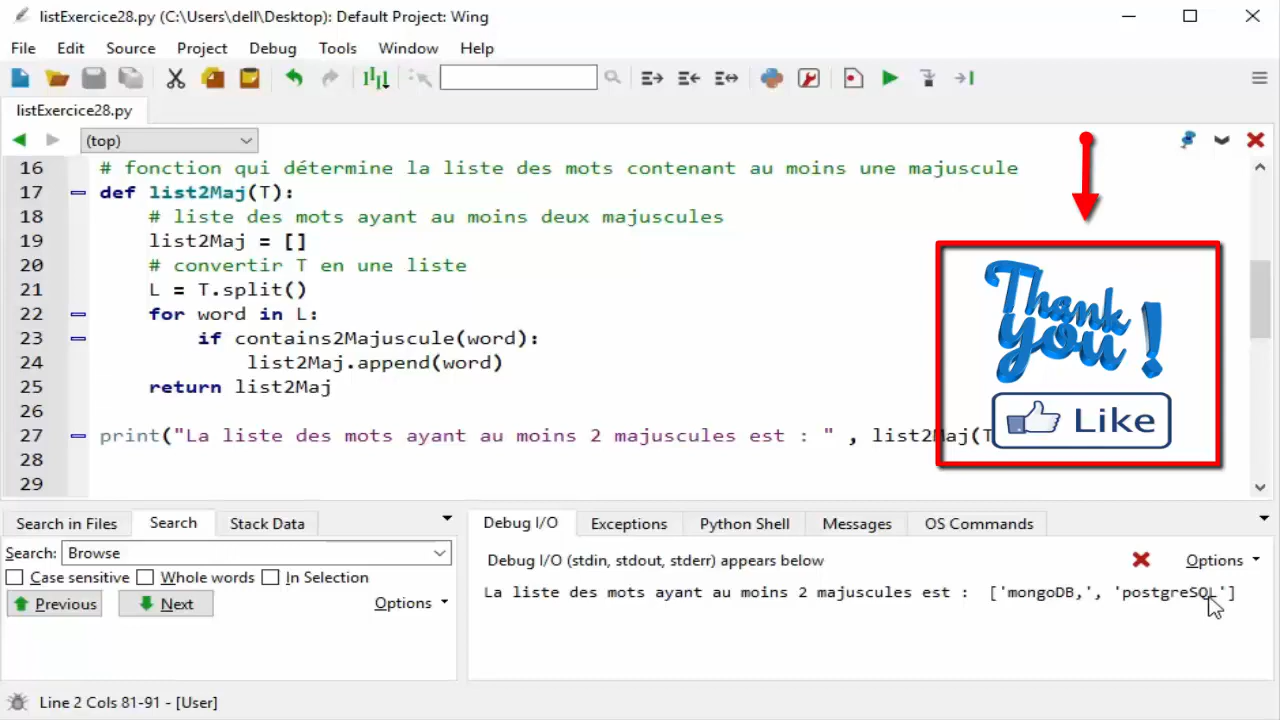 listExercice28.py (C:\Users\dell\Desktop): Default Project: Wing
File Edit Source Project Debug Tools Window Help
listExercice28.py
(top)
16 # fonction qui détermine la liste des mots contenant au moins une majuscule
17 def list2Maj(T):
18 # liste des mots ayant au moins deux majuscules
19 list2Maj = []
20 # convertir T en une liste
21 L = T.split()
22 for word in L:
23 if contains2Majuscule(word):
24 list2Maj.append(word)
25 return list2Maj
26
27 print("La liste des mots ayant au moins 2 majuscules est : " , list2Maj(T
28
29
Thank
you!
Like
Search in Files Search Stack Data
Search: Browse
Case sensitive Whole words In Selection
Previous Next Options
Debug I/O Exceptions Python Shell Messages OS Commands
Debug I/O (stdin, stdout, stderr) appears below Options
La liste des mots ayant au moins 2 majuscules est : ['mongoDB,', 'postgreSQL']
Line 2 Cols 81-91 - [User]